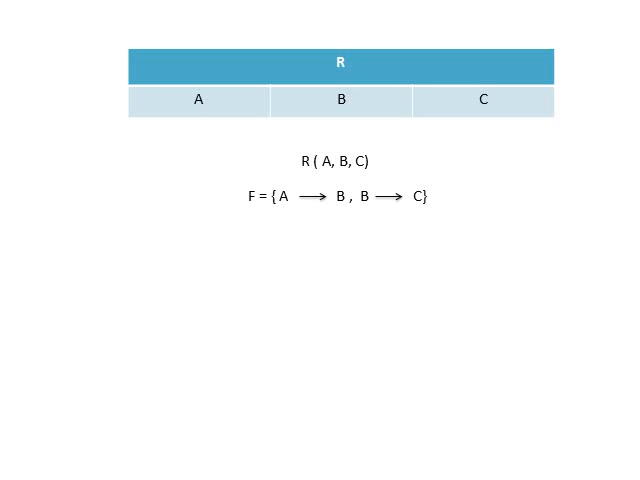 R
A B C
R ( A, B, C)
F = { A ⟶ B , B ⟶ C}